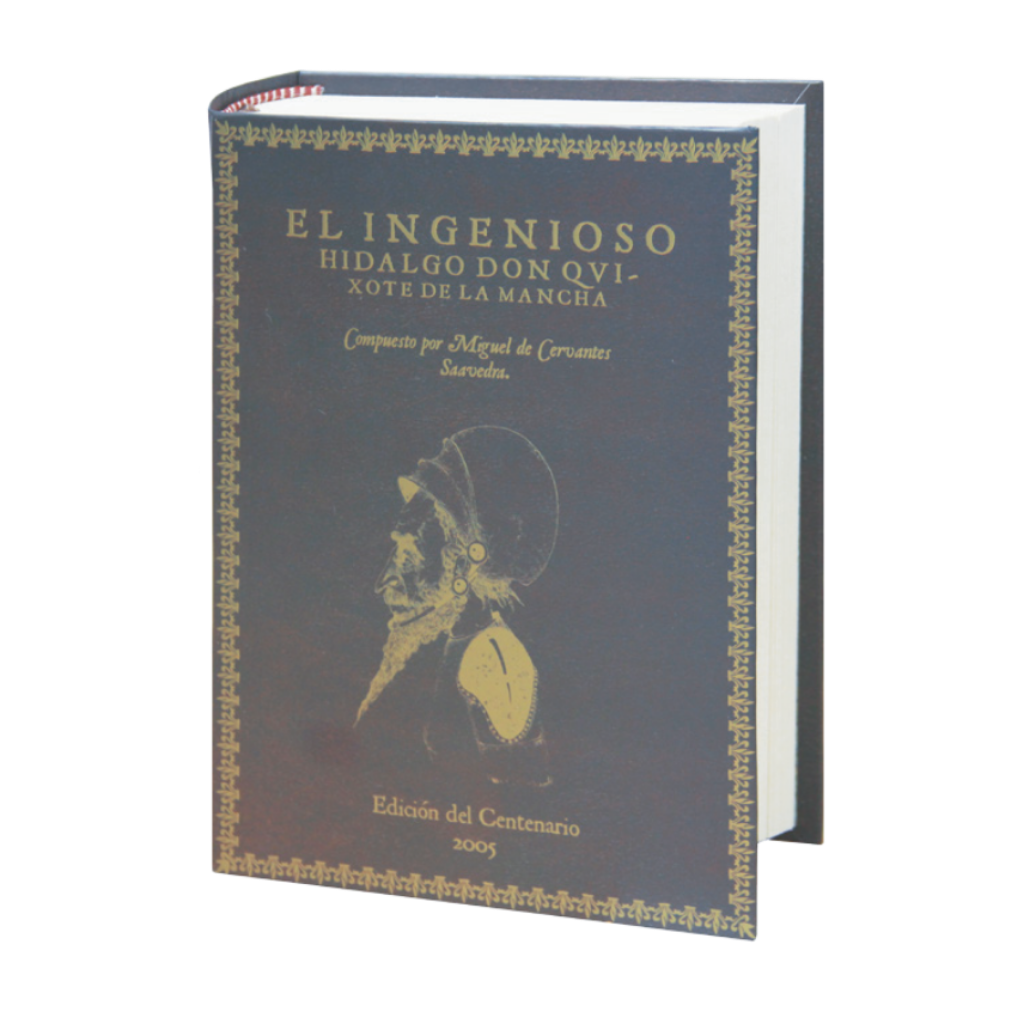 EL INGENIOSO
HIDALGO DON QVI-
XOTE DE LA MANCHA
Compuesto por Miguel de Cervantes
Saavedra.
Edición del Centenario
2005